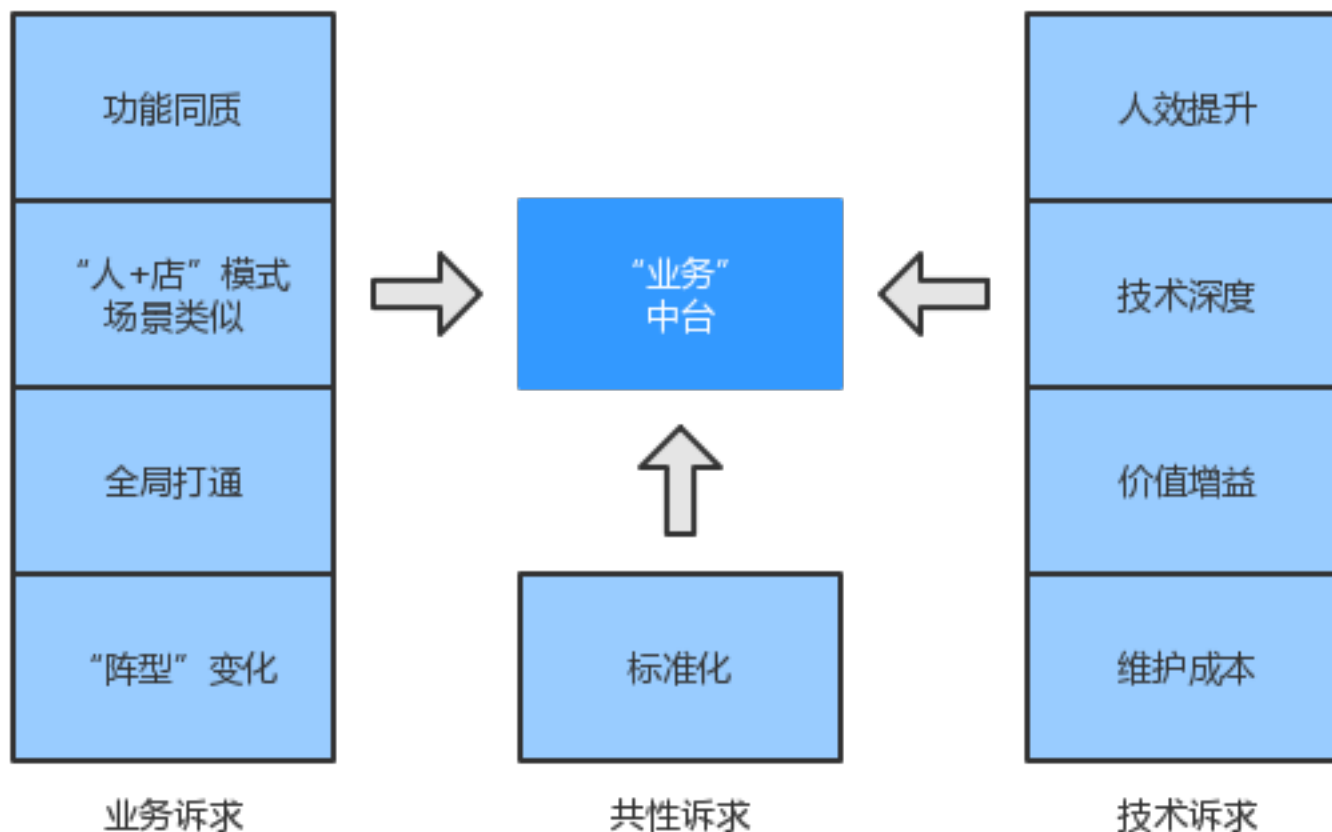 功能同质
“人+店”模式
场景类似
全局打通
“阵型”变化
业务诉求
“业务”
中台
标准化
共性诉求
人效提升
技术深度
价值增益
维护成本
技术诉求